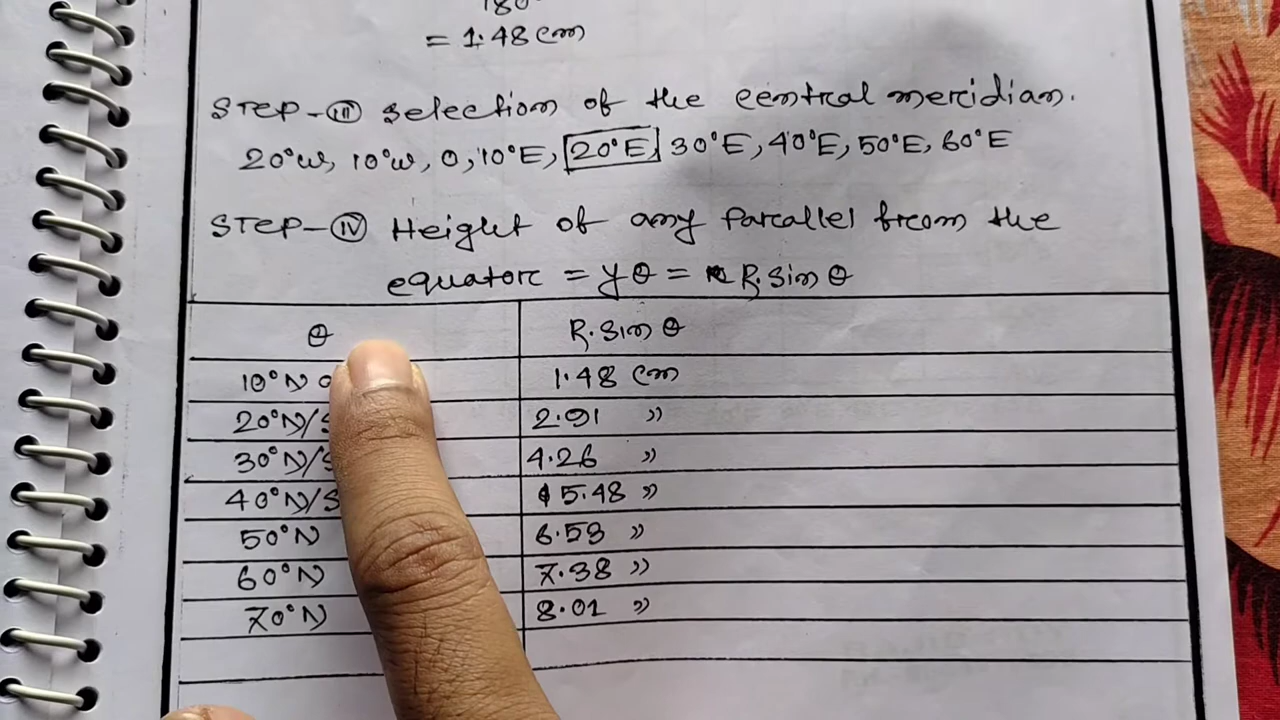 180
= 1.48 cm
STEP-III Selection of the central meridian.
20°W, 10°W, 0, 10°E, 20°E, 30°E, 40°E, 50°E, 60°E
STEP-IV Height of any Parallel from the
equator = yθ = R. Sin θ
θ R. Sin θ
10°N 1.48 cm
20°N/S 2.91 "
30°N/S 4.26 "
40°N/S 5.48 "
50°N 6.53 "
60°N 7.38 "
70°N 8.01 "